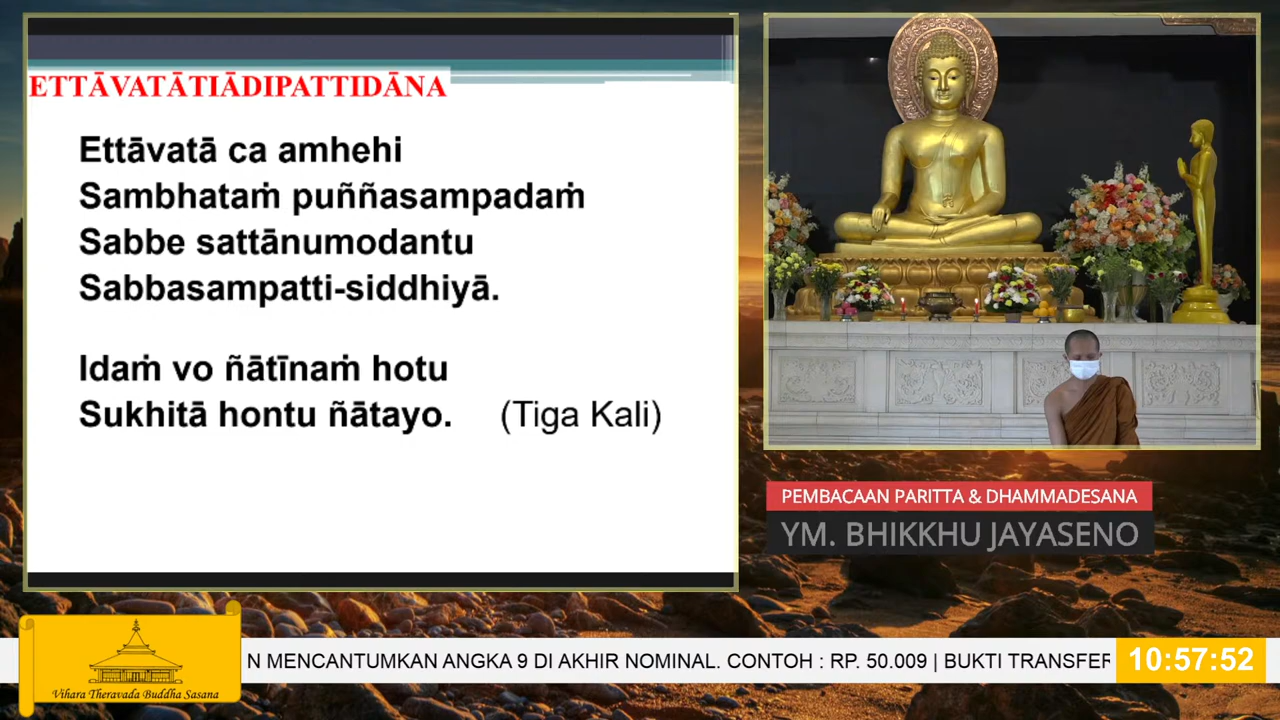 ETTĀVATĀTIĀDIPATTIDĀNA
Ettāvatā ca amhehi
Sambhataṁ puññasampadaṁ
Sabbe sattānumodantu
Sabbasampatti-siddhiyā.
Idaṁ vo ñātīnaṁ hotu
Sukhitā hontu ñātayo. (Tiga Kali)
PEMBACAAN PARITTA & DHAMMADESANA
YM. BHIKKHU JAYASENO
Vihara Theravada Buddha Sasana
N MENCANTUMKAN ANGKA 9 DI AKHIR NOMINAL. CONTOH : RP. 50.009 | BUKTI TRANSFER
10:57:52